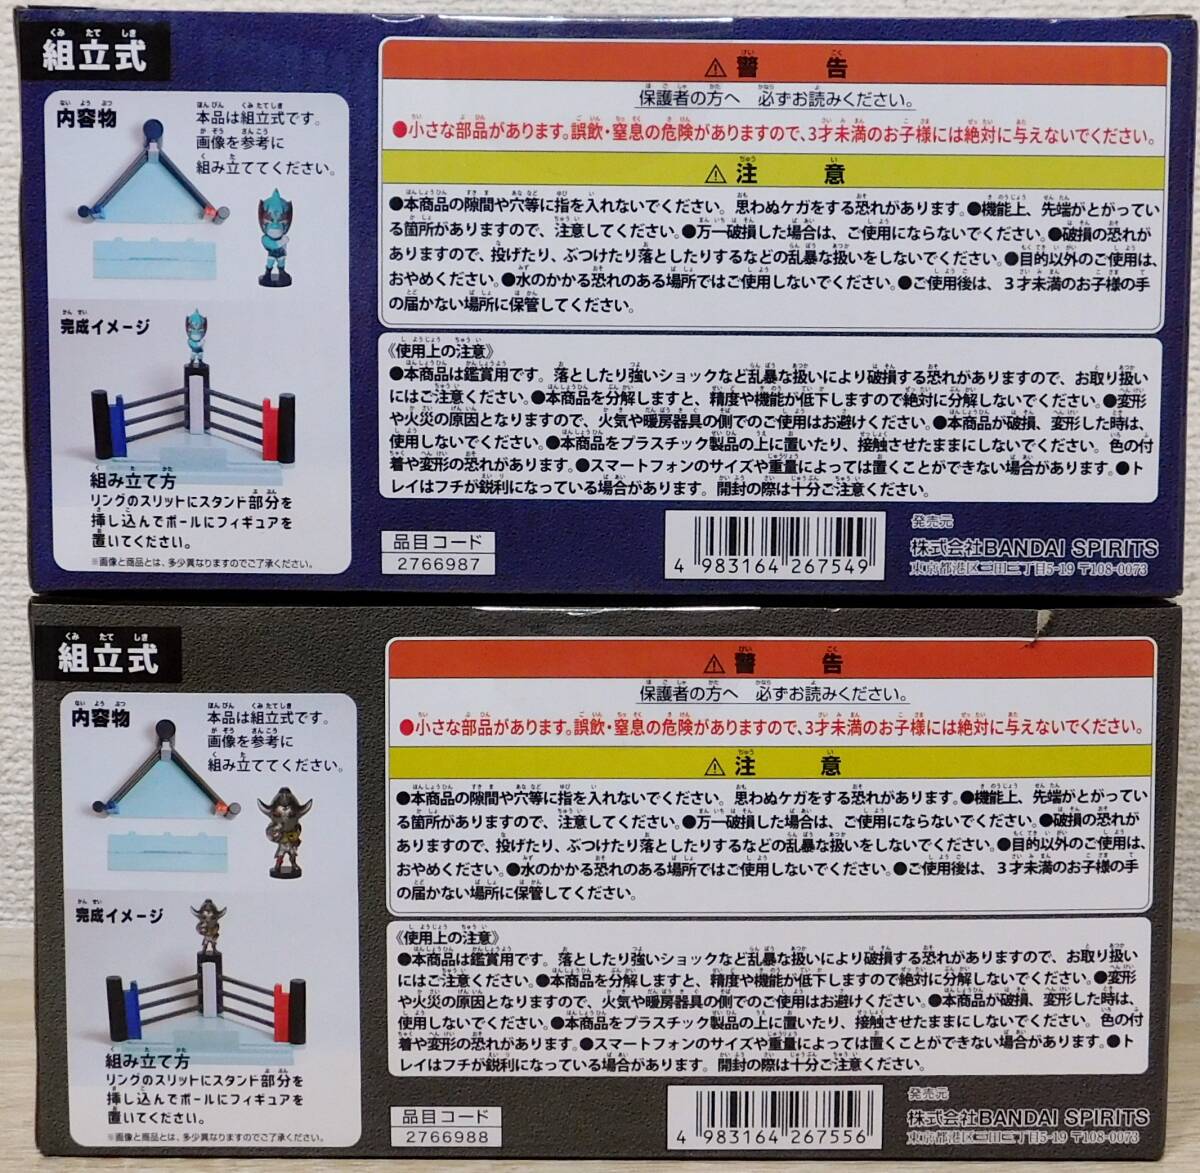 組立式
内容物
本品は組立式です。
画像を参考に
組み立ててください。
完成イメージ
組み立て方
リングのスリットにスタンド部分を
挿し込んでポールにフィギュアを
置いてください。
※画像と商品とは、多少異なりますのでご了承ください。
⚠警告
保護者の方へ 必ずお読みください。
●小さな部品があります。誤飲・窒息の危険がありますので、3才未満のお子様には絶対に与えないでください。
⚠注意
●本商品の隙間や穴等に指を入れないでください。思わぬケガをする恐れがあります。●機能上、先端がとがってい
る箇所がありますので、注意してください。●万一破損した場合は、ご使用にならないでください。●破損の恐れが
ありますので、投げたり、ぶつけたり落としたりするなどの乱暴な扱いをしないでください。●目的以外のご使用は、
おやめください。●水のかかる恐れのある場所ではご使用しないでください。●ご使用後は、3才未満のお子様の手
の届かない場所に保管してください。
《使用上の注意》
●本商品は鑑賞用です。落としたり強いショックなど乱暴な扱いにより破損する恐れがありますので、お取り扱い
にはご注意ください。●本商品を分解しますと、精度や機能が低下しますので絶対に分解しないでください。●変形
や火災の原因となりますので、火気や暖房器具の側でのご使用はお避けください。●本商品が破損、変形した時は、
使用しないでください。●本商品をプラスチック製品の上に置いたり、接触させたままにしないでください。色の付
着や変形の恐れがあります。●スマートフォンのサイズや重量によっては置くことができない場合があります。●ト
レイはフチが鋭利になっている場合があります。開封の際は十分ご注意ください。
品目コード
2766987
4 983164 267549
発売元
株式会社BANDAI SPIRITS
東京都港区三田三丁目5-19 〒108-0073
組立式
内容物
本品は組立式です。
画像を参考に
組み立ててください。
完成イメージ
組み立て方
リングのスリットにスタンド部分を
挿し込んでポールにフィギュアを
置いてください。
※画像と商品とは、多少異なりますのでご了承ください。
⚠警告
保護者の方へ 必ずお読みください。
●小さな部品があります。誤飲・窒息の危険がありますので、3才未満のお子様には絶対に与えないでください。
⚠注意
●本商品の隙間や穴等に指を入れないでください。思わぬケガをする恐れがあります。●機能上、先端がとがってい
る箇所がありますので、注意してください。●万一破損した場合は、ご使用にならないでください。●破損の恐れが
ありますので、投げたり、ぶつけたり落としたりするなどの乱暴な扱いをしないでください。●目的以外のご使用は、
おやめください。●水のかかる恐れのある場所ではご使用しないでください。●ご使用後は、3才未満のお子様の手
の届かない場所に保管してください。
《使用上の注意》
●本商品は鑑賞用です。落としたり強いショックなど乱暴な扱いにより破損する恐れがありますので、お取り扱い
にはご注意ください。●本商品を分解しますと、精度や機能が低下しますので絶対に分解しないでください。●変形
や火災の原因となりますので、火気や暖房器具の側でのご使用はお避けください。●本商品が破損、変形した時は、
使用しないでください。●本商品をプラスチック製品の上に置いたり、接触させたままにしないでください。色の付
着や変形の恐れがあります。●スマートフォンのサイズや重量によっては置くことができない場合があります。●ト
レイはフチが鋭利になっている場合があります。開封の際は十分ご注意ください。
品目コード
2766988
4 983164 267556
発売元
株式会社BANDAI SPIRITS
東京都港区三田三丁目5-19 〒108-0073